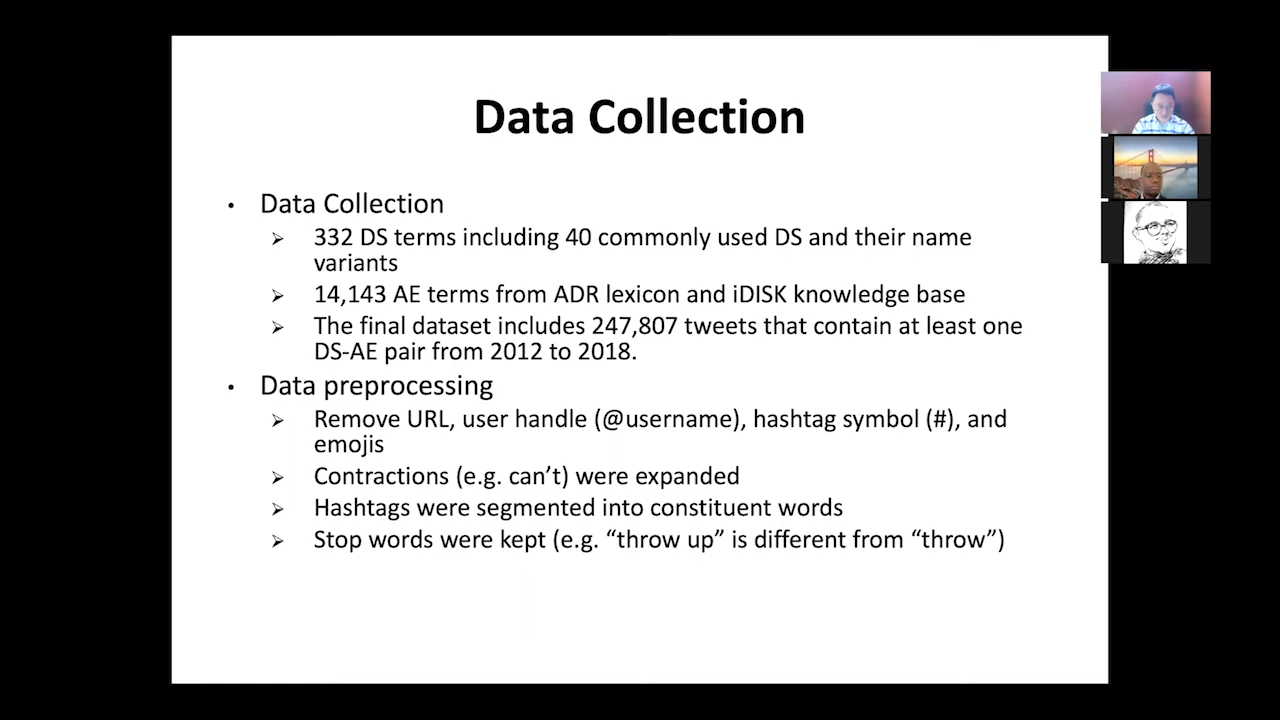 Data Collection
• Data Collection
➢ 332 DS terms including 40 commonly used DS and their name
variants
➢ 14,143 AE terms from ADR lexicon and iDISK knowledge base
➢ The final dataset includes 247,807 tweets that contain at least one
DS-AE pair from 2012 to 2018.
• Data preprocessing
➢ Remove URL, user handle (@username), hashtag symbol (#), and
emojis
➢ Contractions (e.g. can’t) were expanded
➢ Hashtags were segmented into constituent words
➢ Stop words were kept (e.g. “throw up” is different from “throw”)